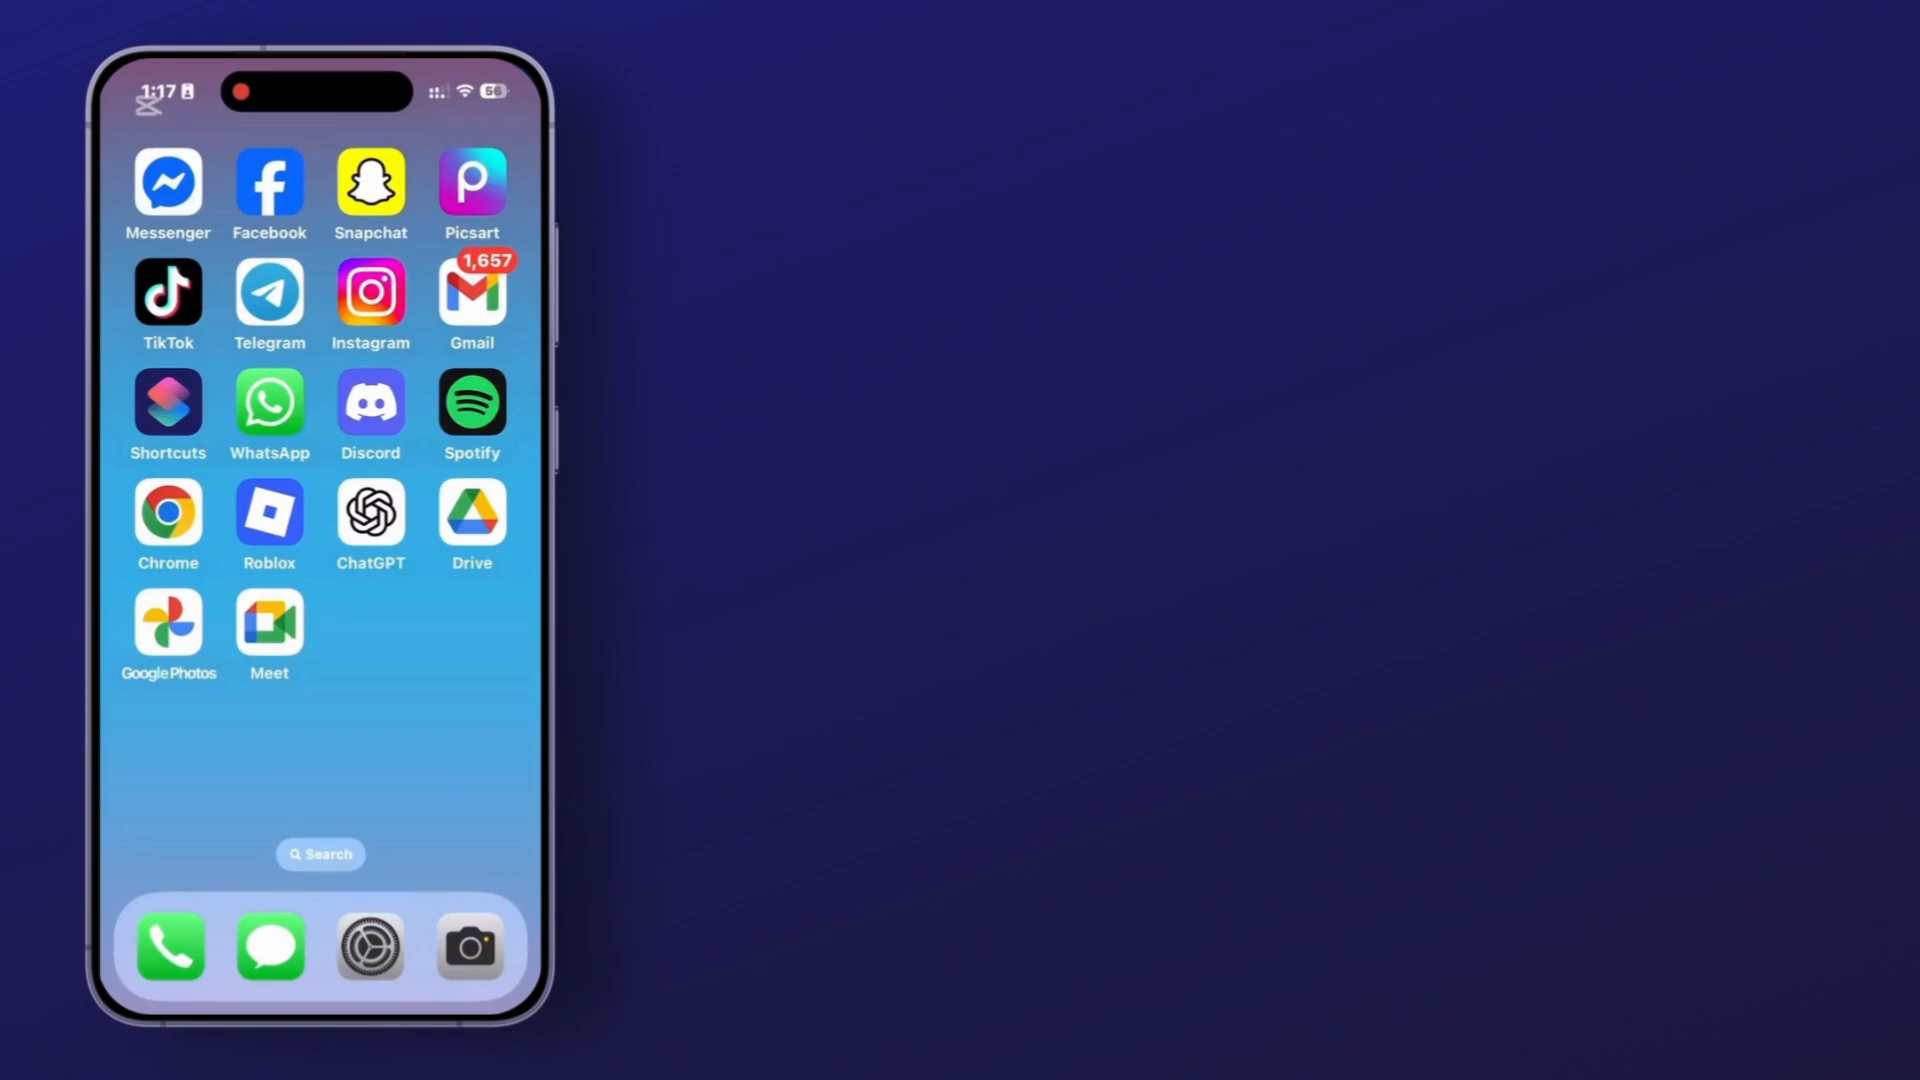 1:17 56
Messenger Facebook Snapchat Picsart
1,657
TikTok Telegram Instagram Gmail
Shortcuts WhatsApp Discord Spotify
Chrome Roblox ChatGPT Drive
Google Photos Meet
Search